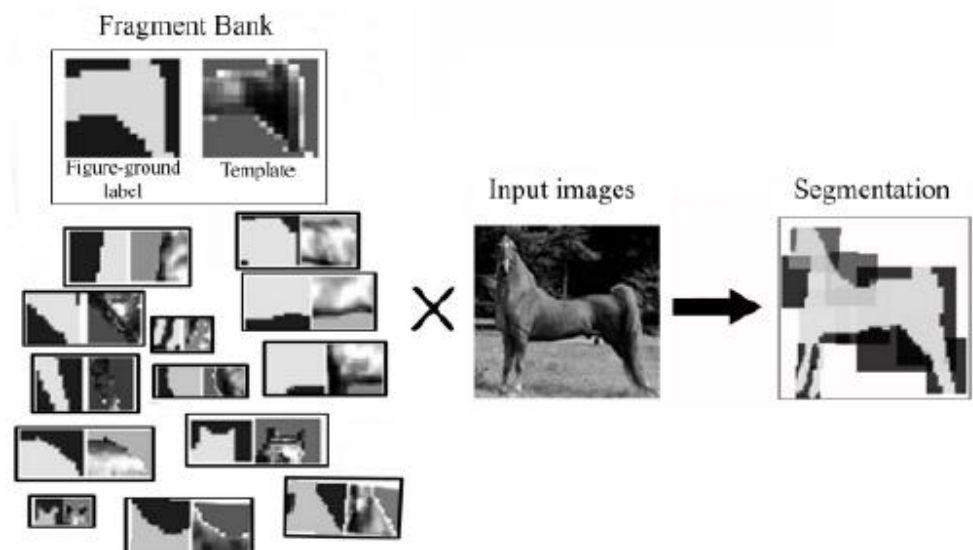 Fragment Bank
Figure-ground
label
Template
Input images
Segmentation